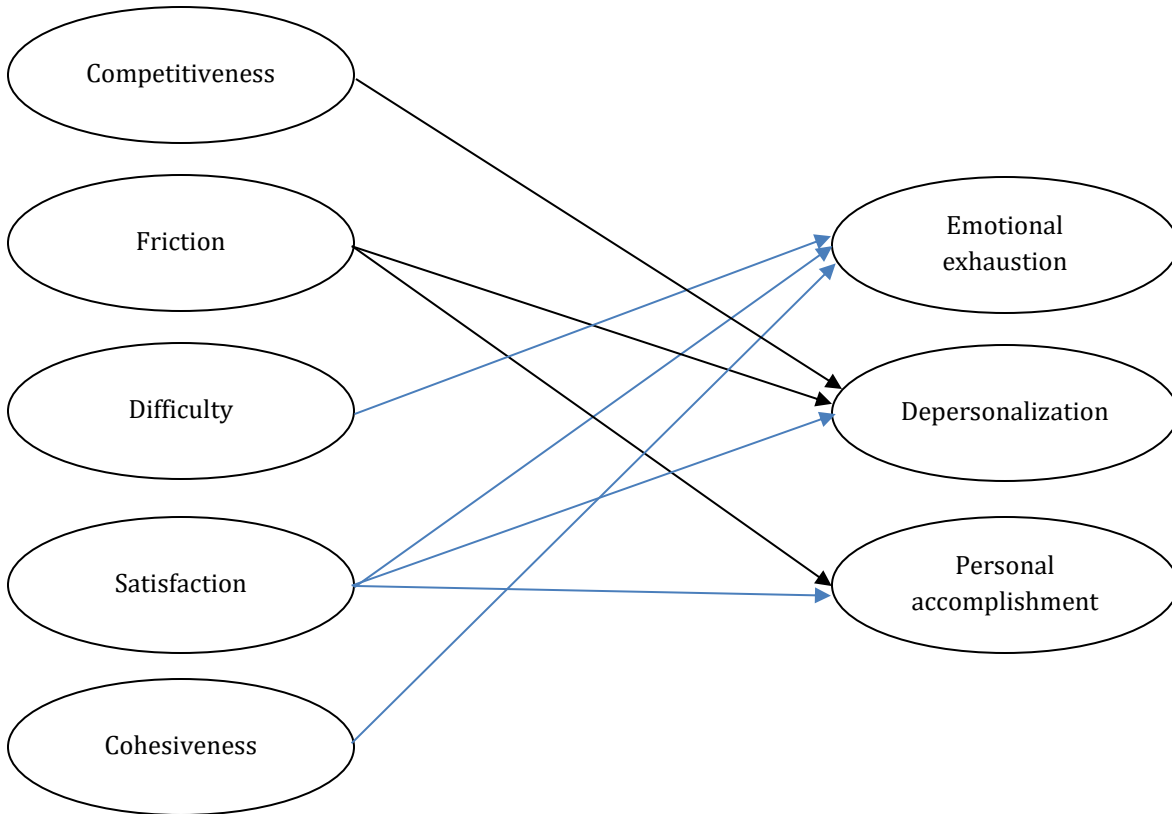 Competitiveness
Friction
Difficulty
Satisfaction
Cohesiveness
Emotional
exhaustion
Depersonalization
Personal
accomplishment